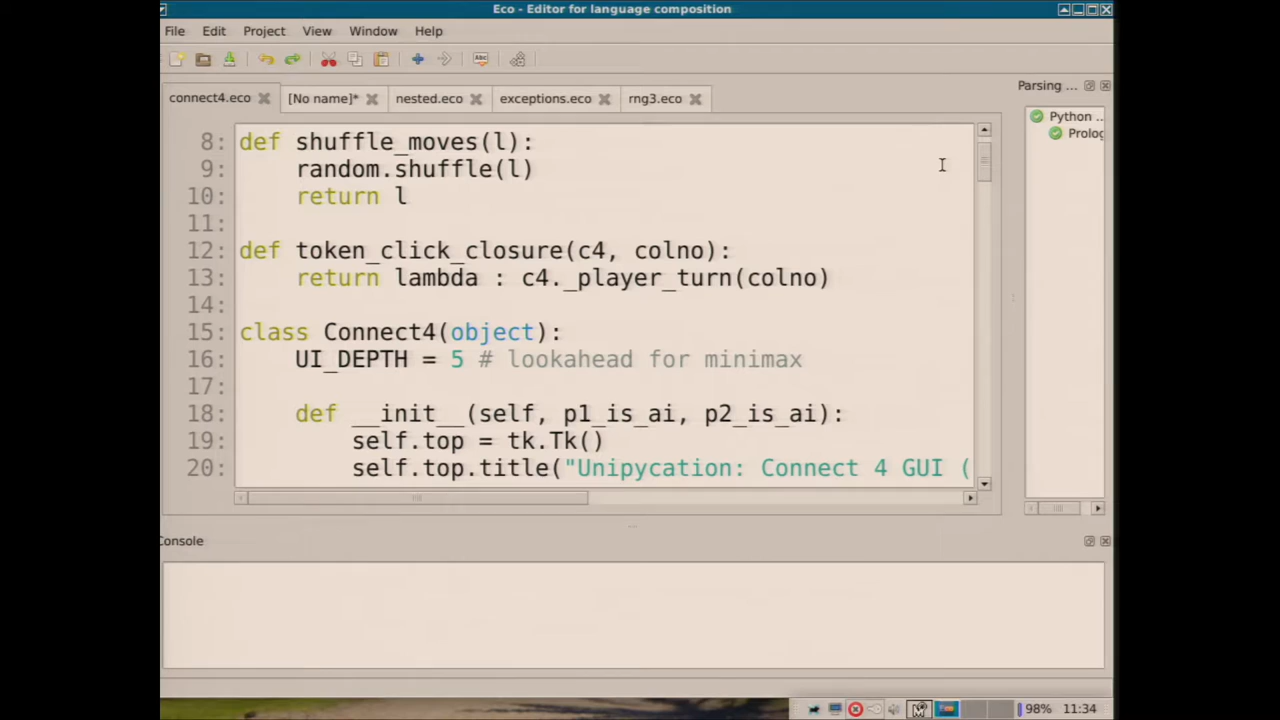 Eco - Editor for language composition
File Edit Project View Window Help
Abc
connect4.eco [No name]* nested.eco exceptions.eco rng3.eco
Parsing ...
Python ..
Prolog
8: def shuffle_moves(l):
9: random.shuffle(l)
10: return l
11:
12: def token_click_closure(c4, colno):
13: return lambda : c4._player_turn(colno)
14:
15: class Connect4(object):
16: UI_DEPTH = 5 # lookahead for minimax
17:
18: def __init__(self, p1_is_ai, p2_is_ai):
19: self.top = tk.Tk()
20: self.top.title("Unipycation: Connect 4 GUI (
Console
98% 11:34